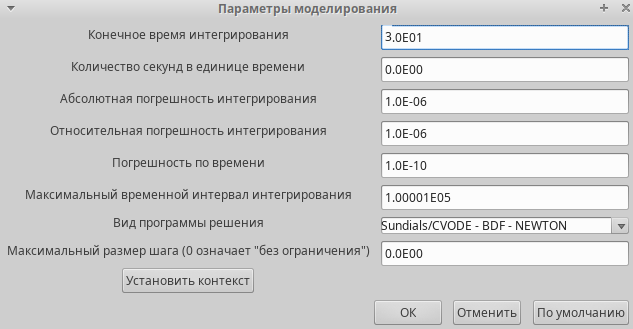 Параметры моделирования
Конечное время интегрирования 3.0E01
Количество секунд в единице времени 0.0E00
Абсолютная погрешность интегрирования 1.0E-06
Относительная погрешность интегрирования 1.0E-06
Погрешность по времени 1.0E-10
Максимальный временной интервал интегрирования 1.00001E05
Вид программы решения Sundials/CVODE - BDF - NEWTON
Максимальный размер шага (0 означает "без ограничения") 0.0E00
Установить контекст
ОК Отменить По умолчанию